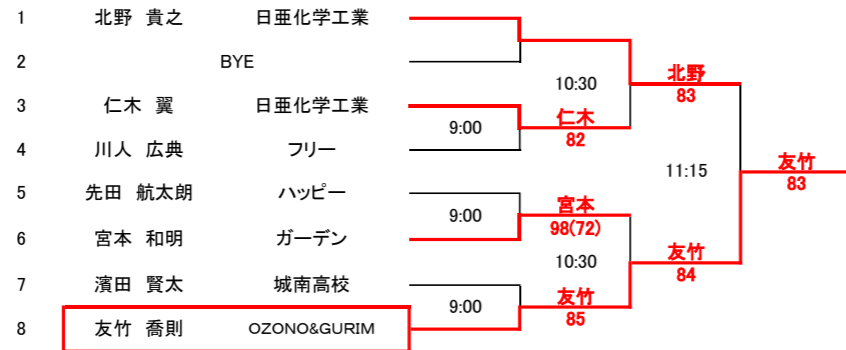 1 北野 貴之 日亜化学工業
2 BYE
10:30 北野
83
3 仁木 翼 日亜化学工業
9:00 仁木
82
4 川人 広典 フリー
11:15 友竹
83
5 先田 航太朗 ハッピー
9:00 宮本
98(72)
6 宮本 和明 ガーデン
10:30 友竹
84
7 濱田 賢太 城南高校
9:00 友竹
85
8 友竹 喬則 OZONO&GURIM